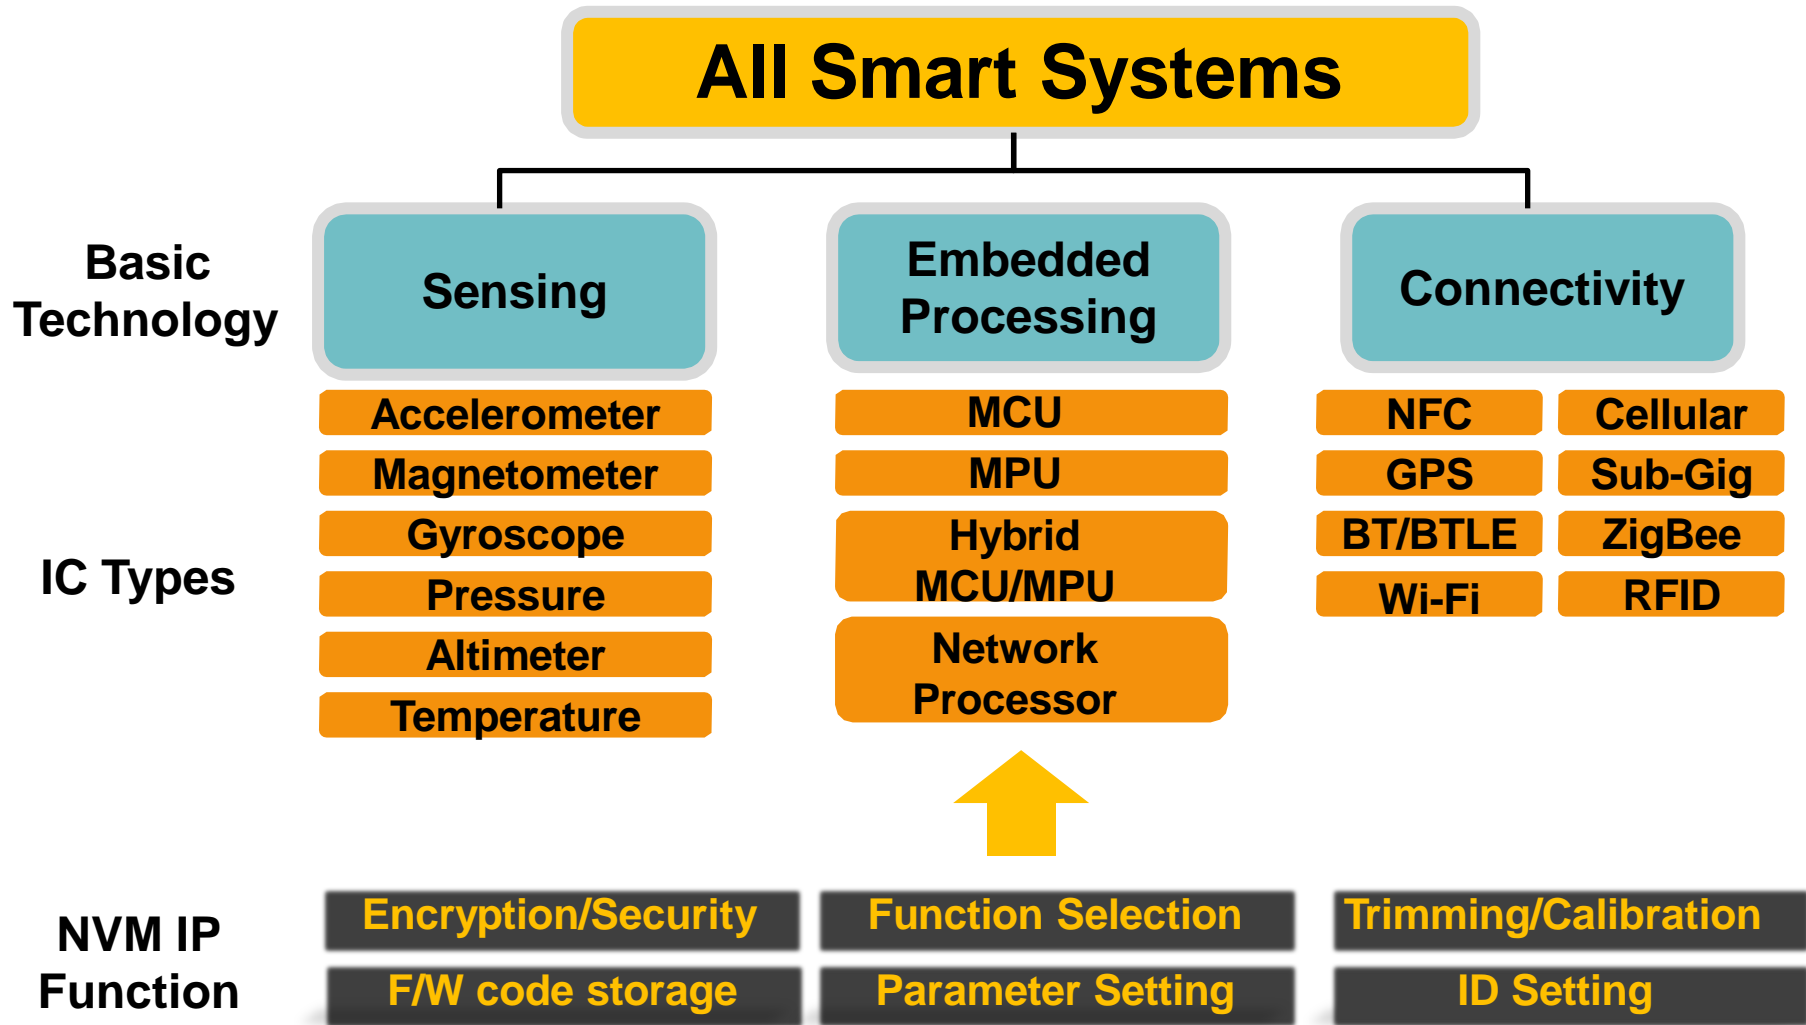 All Smart Systems
Basic
Technology
Sensing
Embedded
Processing
Connectivity
IC Types
Accelerometer
Magnetometer
Gyroscope
Pressure
Altimeter
Temperature
MCU
MPU
Hybrid
MCU/MPU
Network
Processor
NFC
Cellular
GPS
Sub-Gig
BT/BTLE
ZigBee
Wi-Fi
RFID
NVM IP
Function
Encryption/Security
Function Selection
Trimming/Calibration
F/W code storage
Parameter Setting
ID Setting